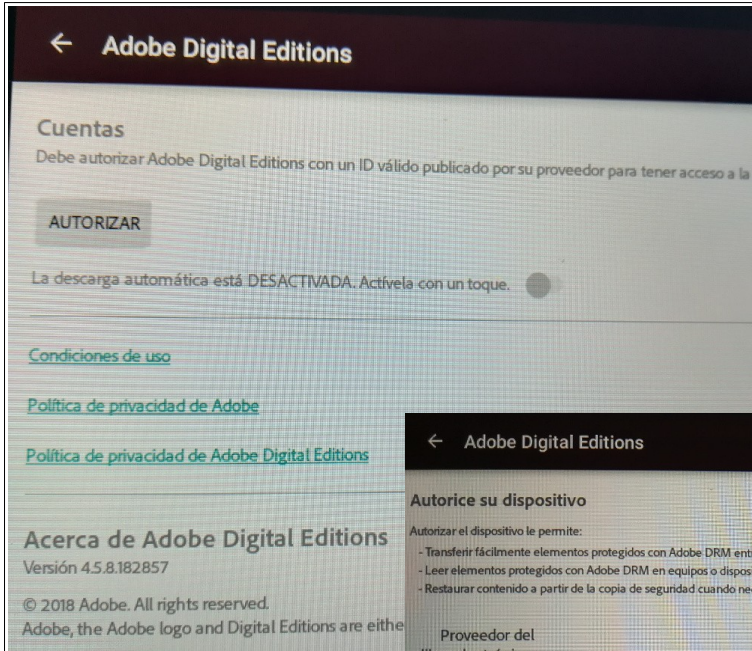 Adobe Digital Editions
Cuentas
Debe autorizar Adobe Digital Editions con un ID válido publicado por su proveedor para tener acceso a la
AUTORIZAR
La descarga automática está DESACTIVADA. Actívela con un toque.
Condiciones de uso
Política de privacidad de Adobe
Política de privacidad de Adobe Digital Editions
Acerca de Adobe Digital Editions
Versión 4.5.8.182857
© 2018 Adobe. All rights reserved.
Adobe, the Adobe logo and Digital Editions are eithe
Adobe Digital Editions
Autorice su dispositivo
Autorizar el dispositivo le permite:
- Transferir fácilmente elementos protegidos con Adobe DRM ent
- Leer elementos protegidos con Adobe DRM en equipos o dispos
- Restaurar contenido a partir de la copia de seguridad cuando ne
Proveedor del